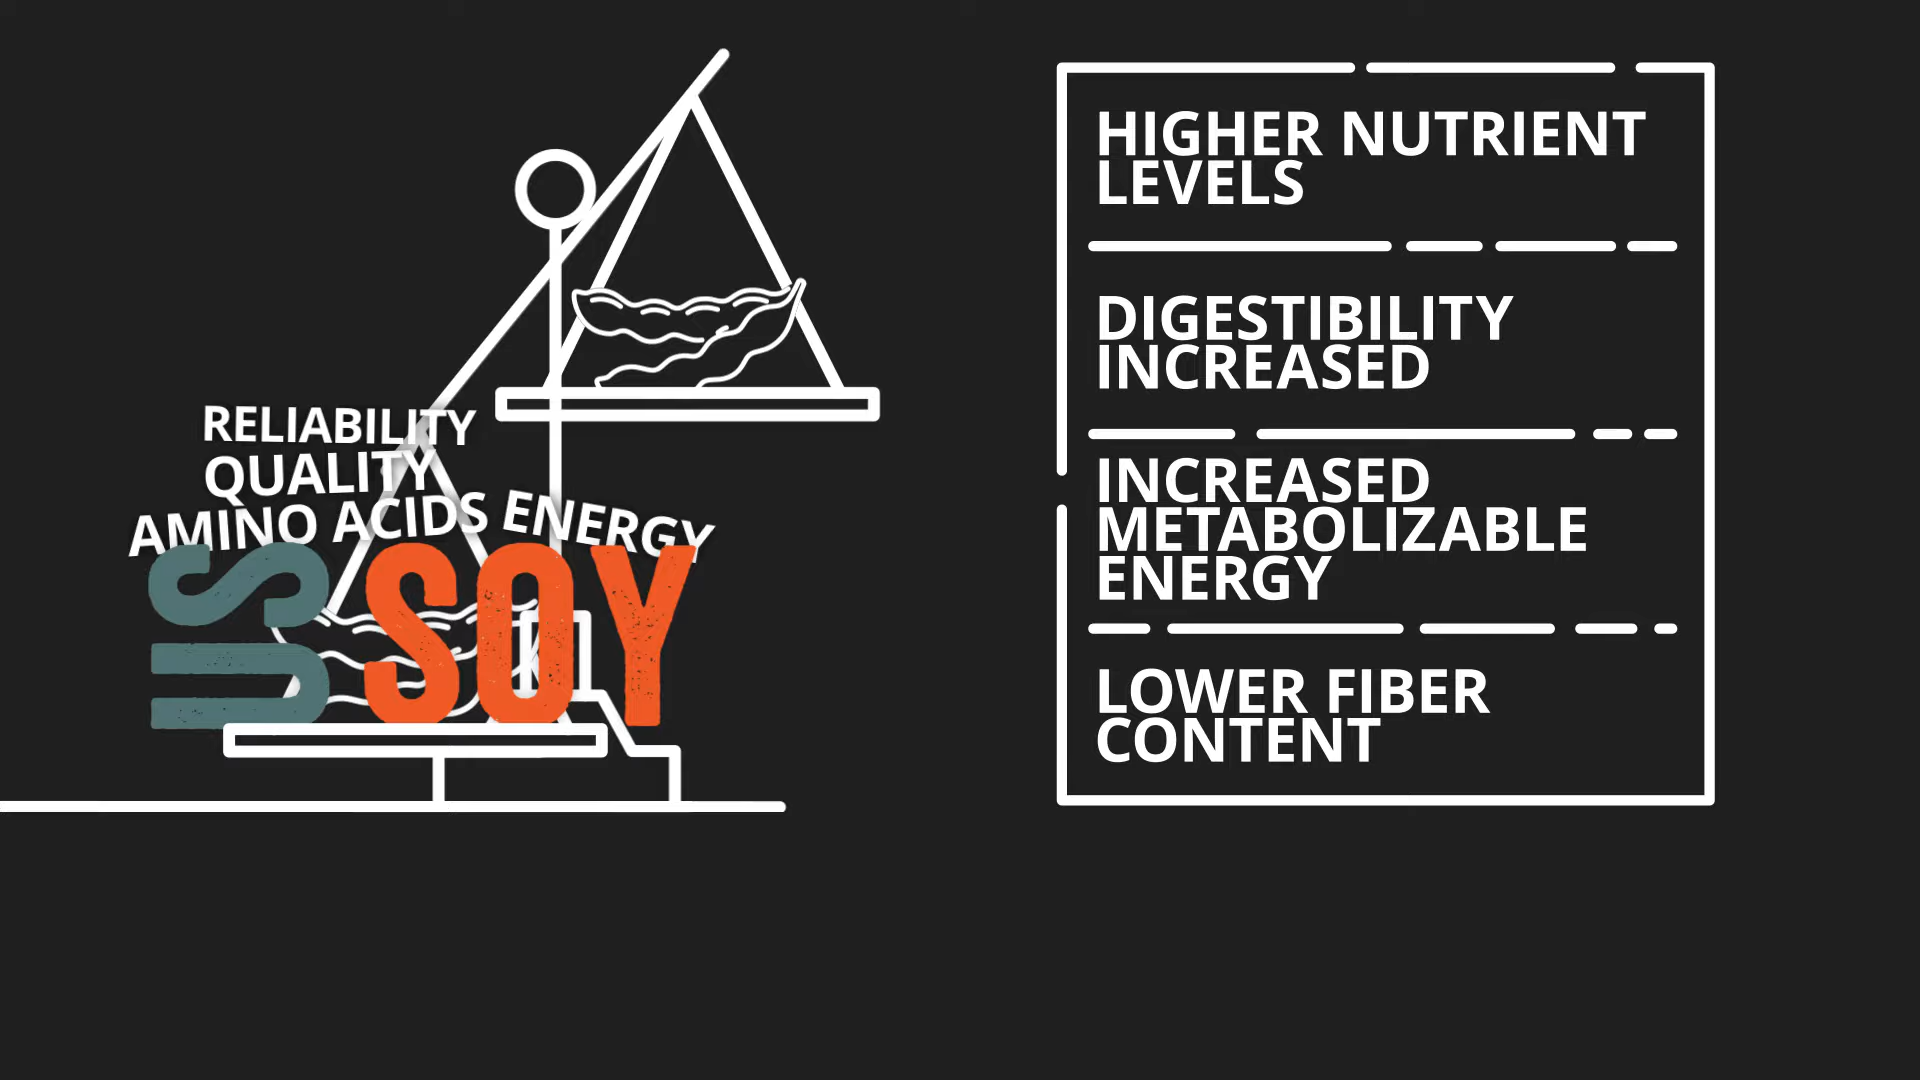 RELIABILITY
QUALITY
AMINO ACIDS ENERGY
US SOY
HIGHER NUTRIENT
LEVELS
DIGESTIBILITY
INCREASED
INCREASED
METABOLIZABLE
ENERGY
LOWER FIBER
CONTENT